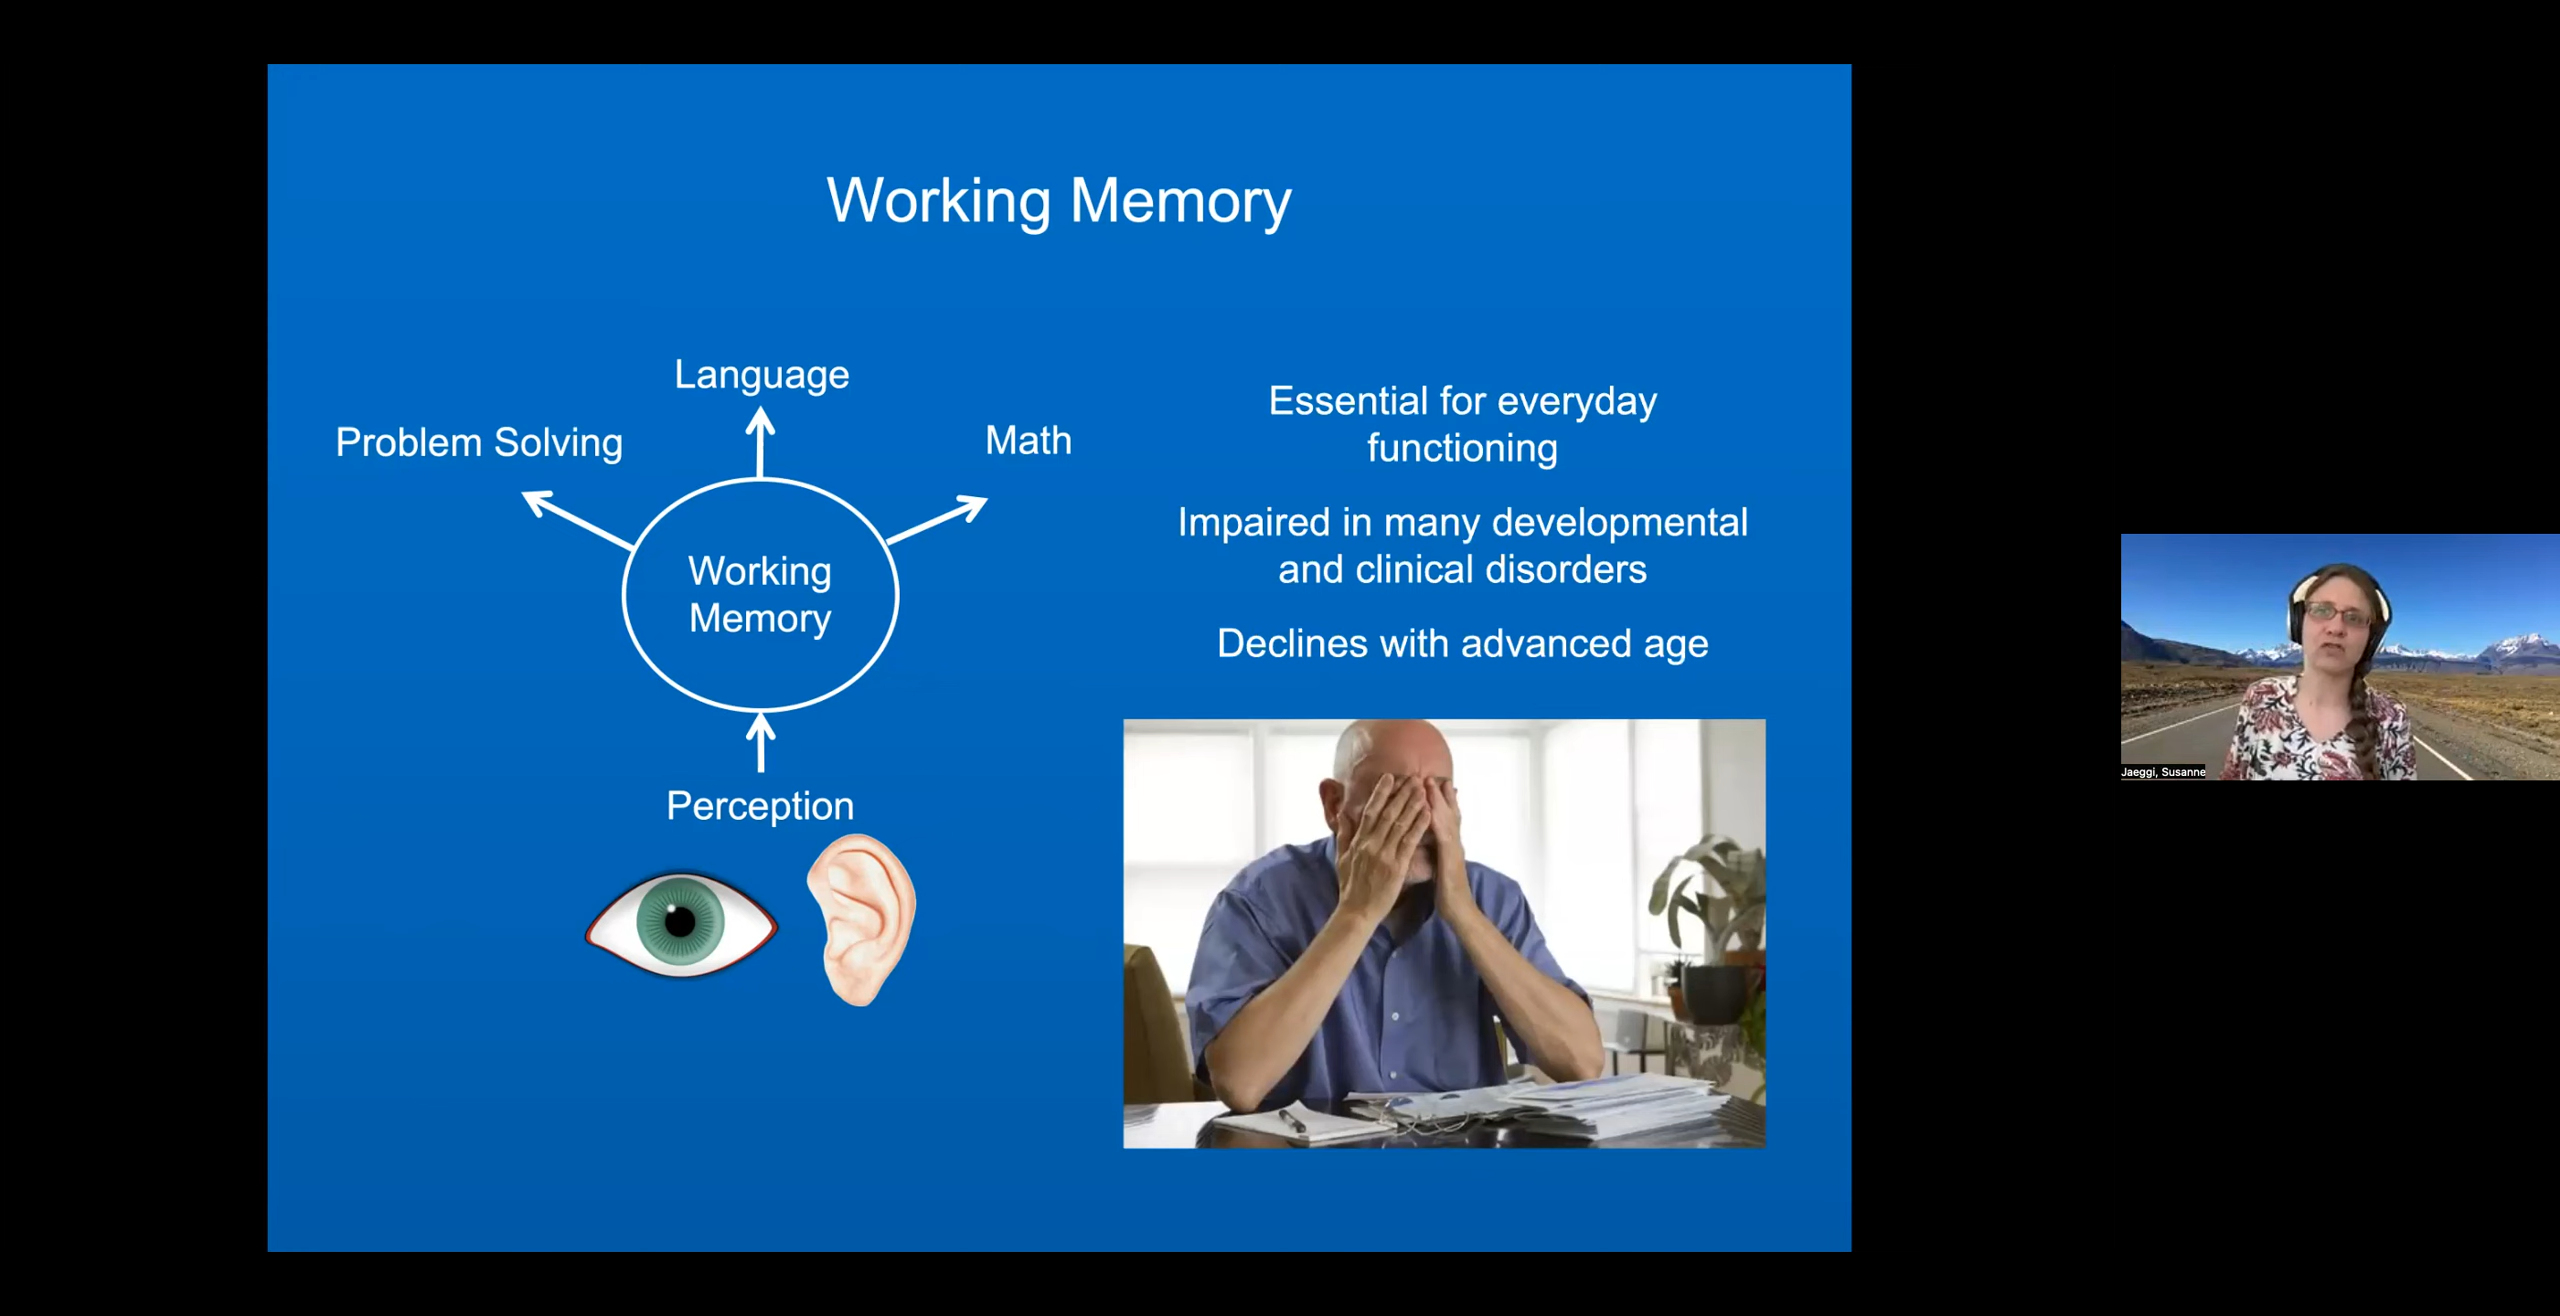 Working Memory
Language
Problem Solving
Math
Working
Memory
Perception
Essential for everyday
functioning
Impaired in many developmental
and clinical disorders
Declines with advanced age
Jaeggi, Susanne